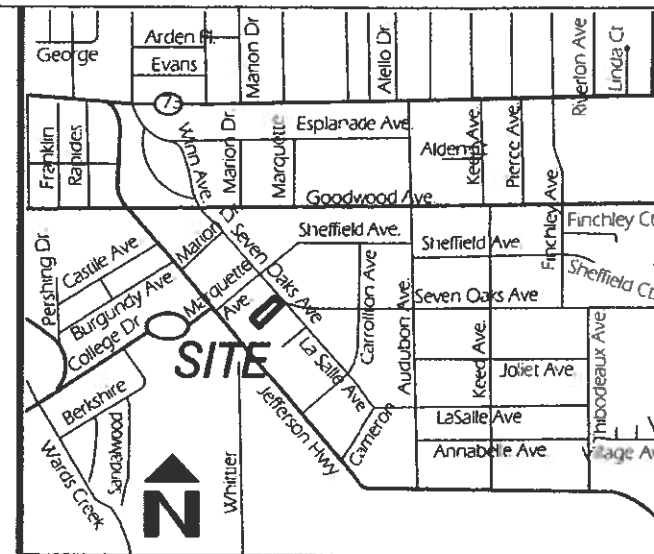 George
Arden Pl.
Evans
Marion Dr
Alello Dr
Riverlon Ave
Linda Ct
73
Franklin
Rapides
Winn Ave.
Marion Dr.
Marquette
Esplanade Ave.
Alden
Keed Ave.
Pierce Ave.
Goodwood Ave.
Finchley Ave
Pershing Dr.
Castile Ave
Burgundy Ave
College Dr
Marion Dr
Marquette Ave
Seven Oaks Ave
Sheffield Ave.
Sheffield Ave
Finchley Ct
Sheffield Ct
Seven Oaks Ave
Carrollton Ave
Audubon Ave.
Keed Ave.
Joliet Ave
Thibodeaux Ave.
SITE
La Salle Ave
LaSalle Ave
Annabelle Ave
Village Av
Berkshire
Sandalwood
Wards Creek
Jefferson Hwy
Cameron
Whittier
N